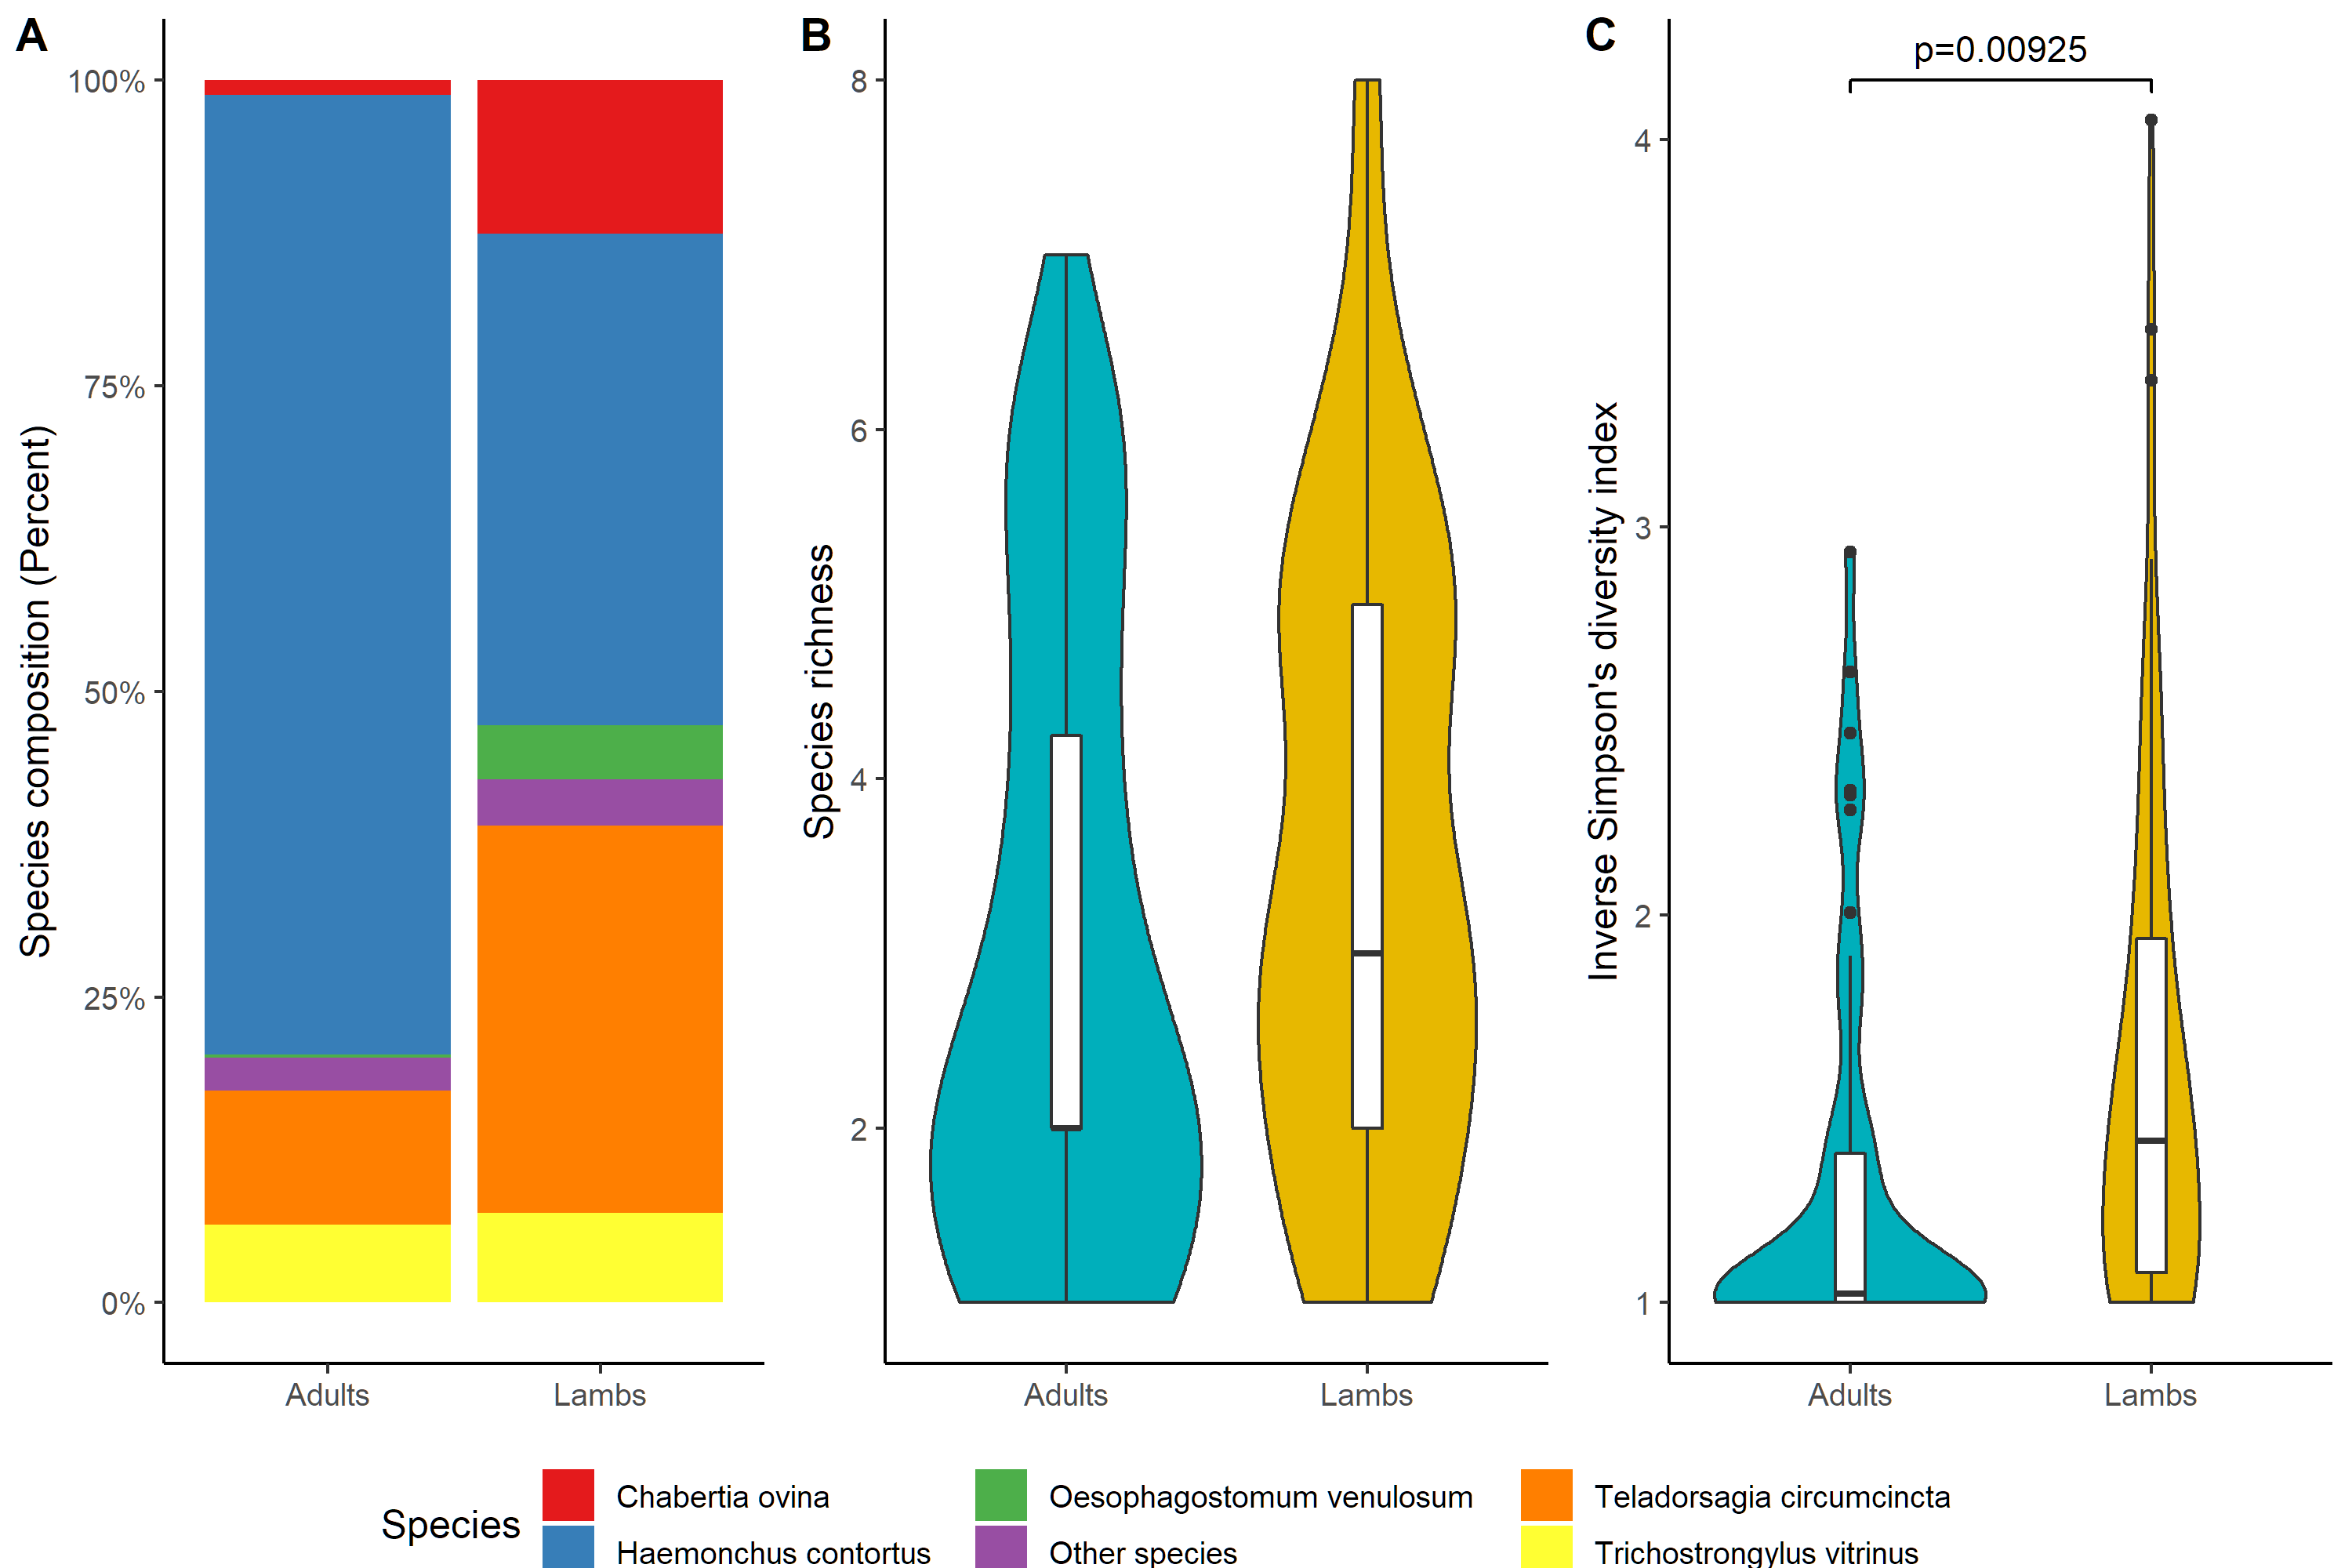 A
B
C
p=0.00925
Species composition (Percent)
100%
75%
50%
25%
0%
Adults
Lambs
Species richness
8
6
4
2
Adults
Lambs
Inverse Simpson's diversity index
4
3
2
1
Adults
Lambs
Species
Chabertia ovina
Oesophagostomum venulosum
Teladorsagia circumcincta
Haemonchus contortus
Other species
Trichostrongylus vitrinus